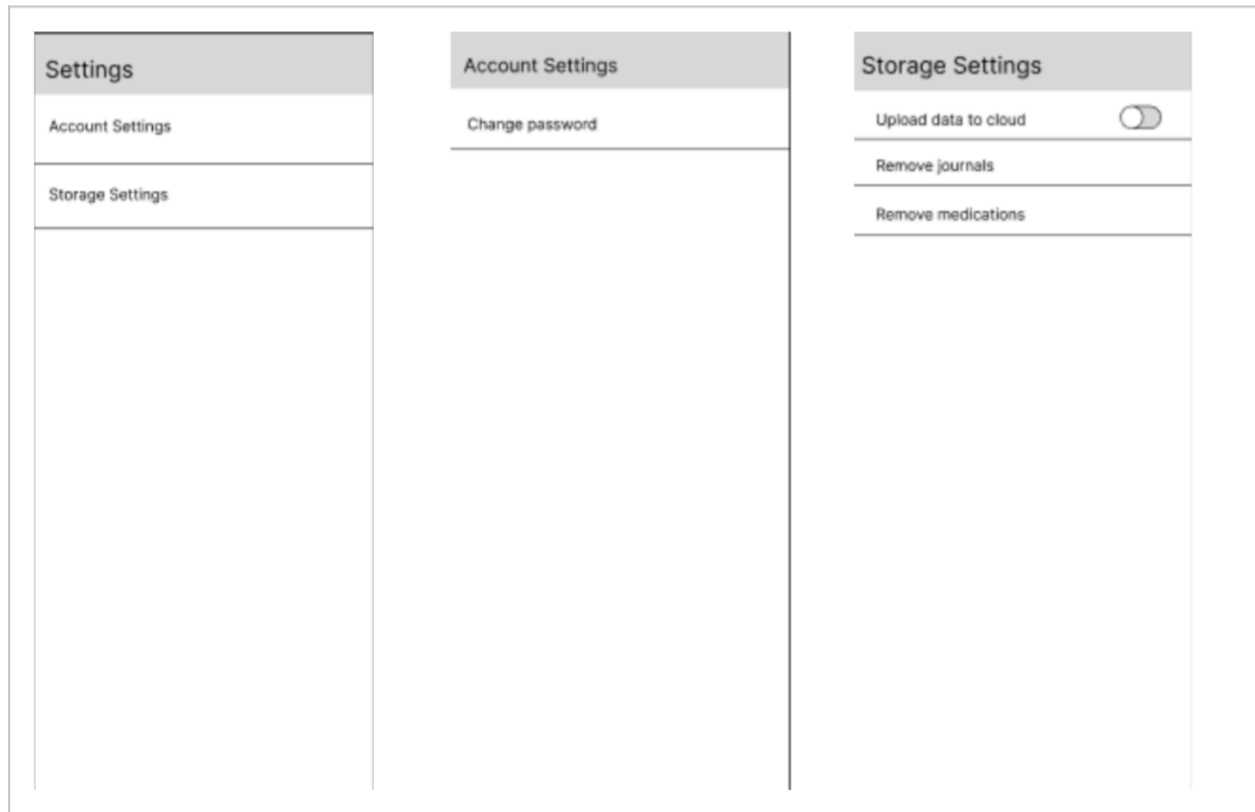 Settings
Account Settings
Storage Settings
Account Settings
Change password
Storage Settings
Upload data to cloud
Remove journals
Remove medications